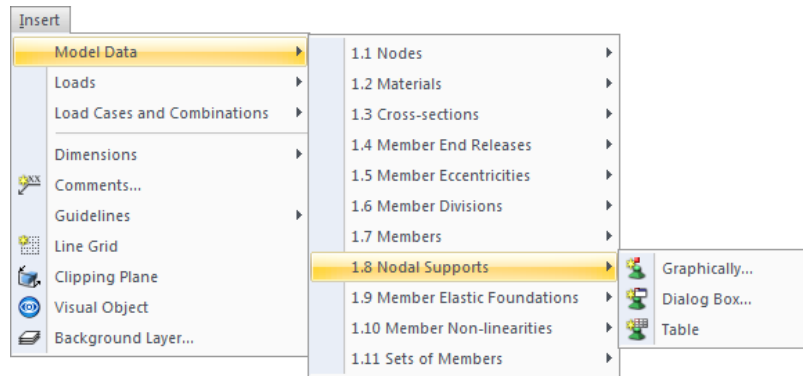 Insert
Model Data
Loads
Load Cases and Combinations
Dimensions
Comments...
Guidelines
Line Grid
Clipping Plane
Visual Object
Background Layer...
1.1 Nodes
1.2 Materials
1.3 Cross-sections
1.4 Member End Releases
1.5 Member Eccentricities
1.6 Member Divisions
1.7 Members
1.8 Nodal Supports
1.9 Member Elastic Foundations
1.10 Member Non-linearities
1.11 Sets of Members
Graphically...
Dialog Box...
Table